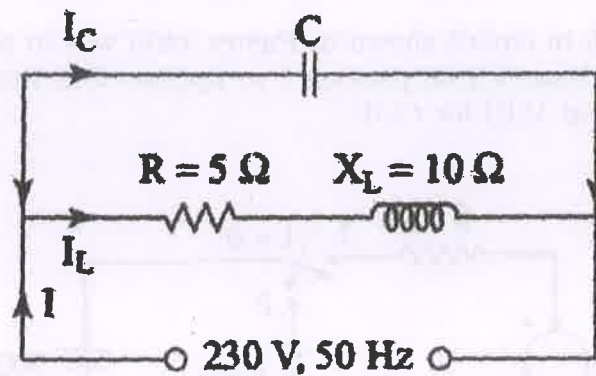 I_C C
R = 5 Ω X_L = 10 Ω
I_L
I
230 V, 50 Hz